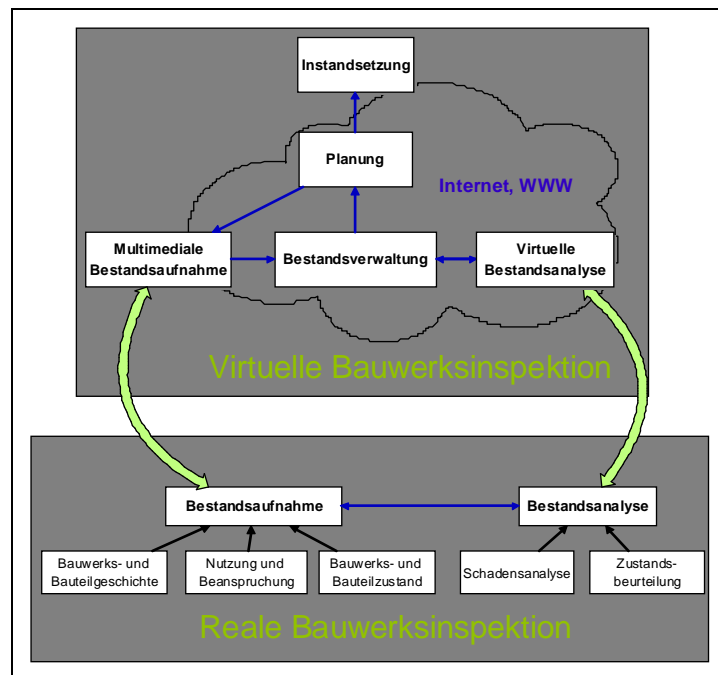 Instandsetzung
Planung
Internet, WWW
Multimediale
Bestandsaufnahme
Bestandsverwaltung
Virtuelle
Bestandsanalyse
Virtuelle Bauwerksinspektion
Bestandsaufnahme
Bestandsanalyse
Bauwerks- und
Bauteilgeschichte
Nutzung und
Beanspruchung
Bauwerks- und
Bauteilzustand
Schadensanalyse
Zustands-
beurteilung
Reale Bauwerksinspektion